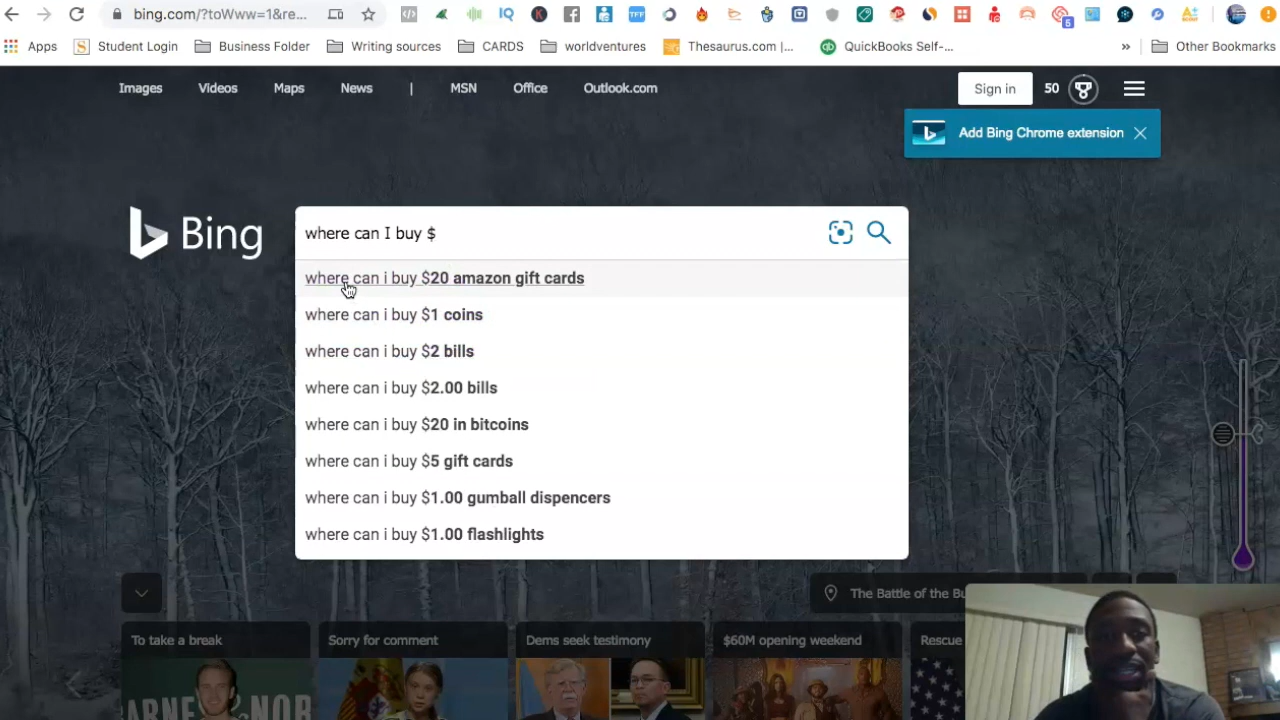 bing.com/?toWww=1&re...
IQ
K
TFF
5
Apps
Student Login
Business Folder
Writing sources
CARDS
worldventures
Thesaurus.com |...
QuickBooks Self-...
»
Other Bookmarks
Images
Videos
Maps
News
|
MSN
Office
Outlook.com
Sign in
50
Add Bing Chrome extension
Bing
where can I buy $
where can i buy $20 amazon gift cards
where can i buy $1 coins
where can i buy $2 bills
where can i buy $2.00 bills
where can i buy $20 in bitcoins
where can i buy $5 gift cards
where can i buy $1.00 gumball dispencers
where can i buy $1.00 flashlights
The Battle of the Bu
To take a break
Sorry for comment
Dems seek testimony
$60M opening weekend
Rescue